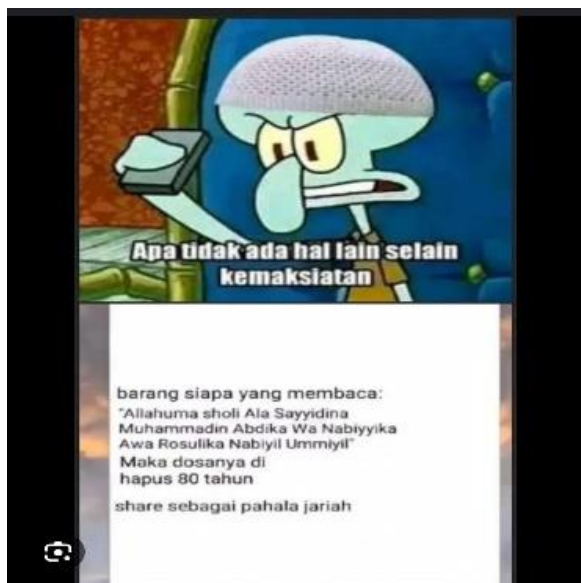 Apa tidak ada hal lain selain
kemaksiatan
barang siapa yang membaca:
"Allahuma sholi Ala Sayyidina
Muhammadin Abdika Wa Nabiyyika
Awa Rosulika Nabiyil Ummiyil"
Maka dosanya di
hapus 80 tahun
share sebagai pahala jariah